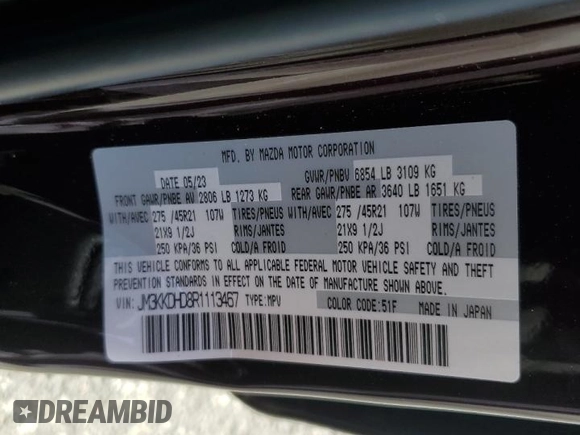 MFD. BY MAZDA MOTOR CORPORATION
DATE 05/23 GVWR/PNBV 6854 LB 3109 KG
FRONT GAWR/PNBE AV 2806 LB 1273 KG REAR GAWR/PNBE AR 3640 LB 1651 KG
WITH/AVEC 275 /45R21 107W TIRES/PNEUS WITH/AVEC 275 /45R21 107W TIRES/PNEUS
21X9 1/2J RIMS/JANTES 21X9 1/2J RIMS/JANTES
250 KPA/36 PSI COLD/A FROID 250 KPA/36 PSI COLD/A FROID
THIS VEHICLE CONFORMS TO ALL APPLICABLE FEDERAL MOTOR VEHICLE SAFETY AND THEFT
PREVENTION STANDARDS IN EFFECT ON THE DATE OF MANUFACTURE SHOWN ABOVE.
VIN: JM3KKDHD8R1113467 TYPE:MPV COLOR CODE:51F MADE IN JAPAN
DREAMBID